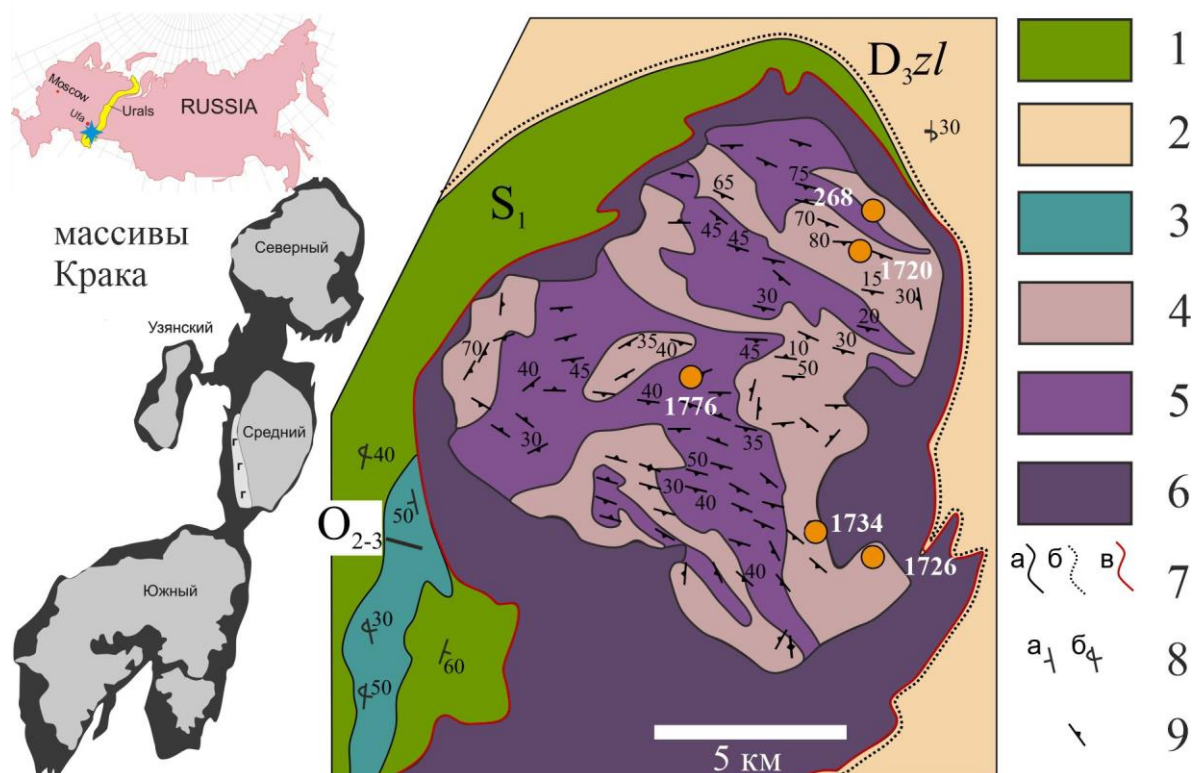 Moscow
Ufa
Urals
RUSSIA
массивы
Крака
Северный
Узянский
Средний
г
г
Южный
D₃zl
30
S₁
65
75
268
45
45
70
80
1720
15
30
30
20
70
35
40
45
10
30
50
40
45
40
1776
30
35
50
40
30
40
50
1734
O₂₋₃
1726
40
30
60
50
5 км
1
2
3
4
5
6
а б в
7
а б
8
9